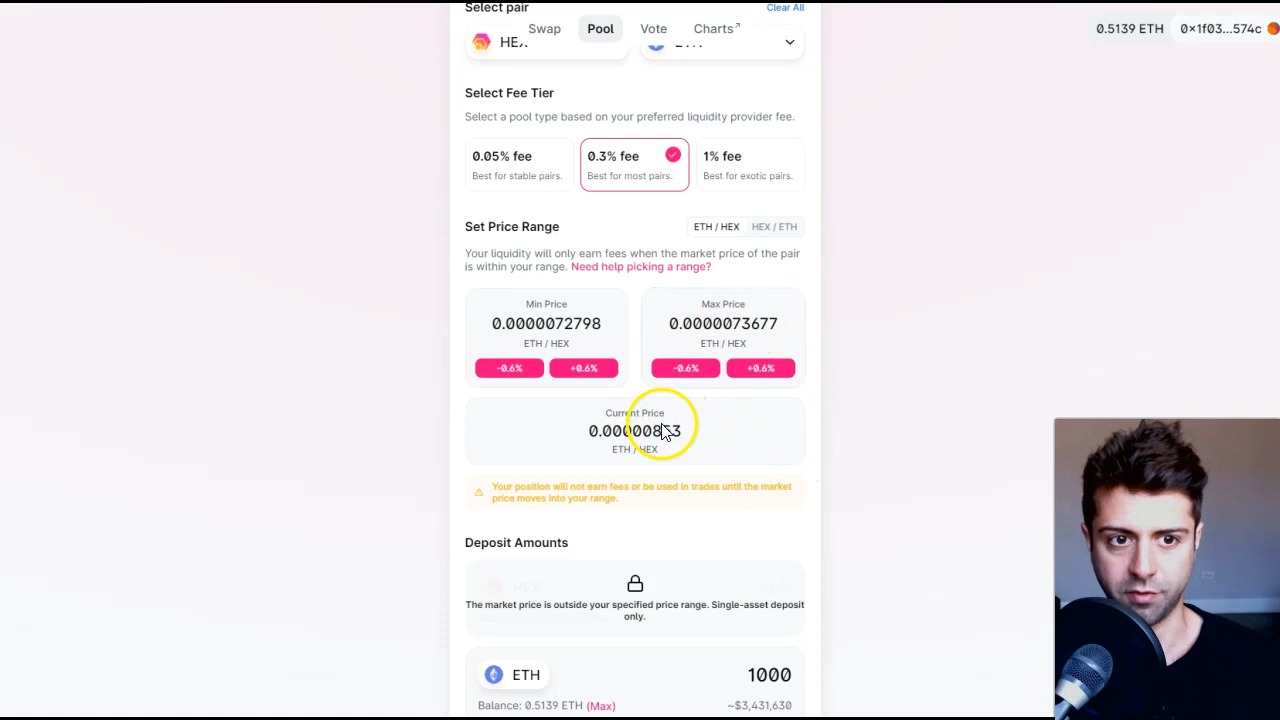 Select pair
Clear All
Swap
Pool
Vote
Charts↗
0.5139 ETH
0×1f03...574c
HEX
Select Fee Tier
Select a pool type based on your preferred liquidity provider fee.
0.05% fee
0.3% fee
1% fee
Best for stable pairs.
Best for most pairs.
Best for exotic pairs.
Set Price Range
ETH / HEX
HEX / ETH
Your liquidity will only earn fees when the market price of the pair
is within your range. Need help picking a range?
Min Price
Max Price
0.0000072798
0.0000073677
ETH / HEX
ETH / HEX
-0.6%
+0.6%
-0.6%
+0.6%
Current Price
ETH / HEX
Your position will not earn fees or be used in trades until the market
price moves into your range.
Deposit Amounts
HEX
The market price is outside your specified price range. Single-asset deposit
only.
ETH
1000
Balance: 0.5139 ETH (Max)
~$3,431,630